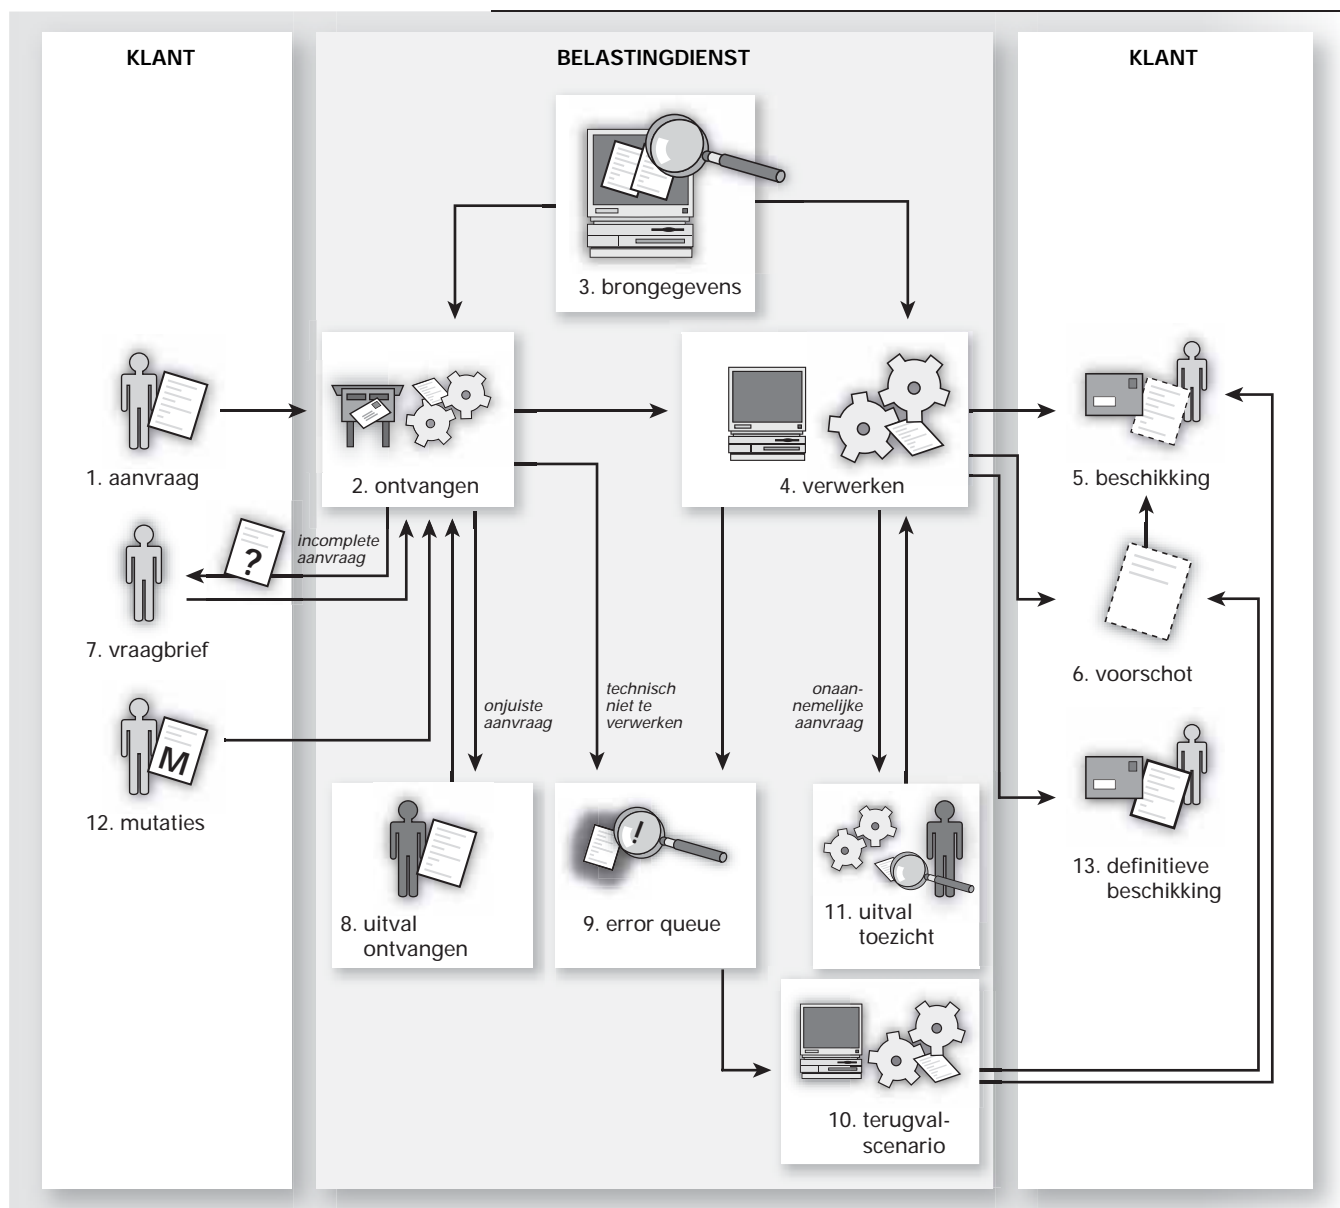 KLANT
BELASTINGDIENST
KLANT
3. brongegevens
1. aanvraag
2. ontvangen
4. verwerken
5. beschikking
incomplete
aanvraag
?
7. vraagbrief
6. voorschot
onjuiste
aanvraag
technisch
niet te
verwerken
onaan-
nemelijke
aanvraag
M
12. mutaties
!
13. definitieve
beschikking
8. uitval
ontvangen
9. error queue
11. uitval
toezicht
10. terugval-
scenario